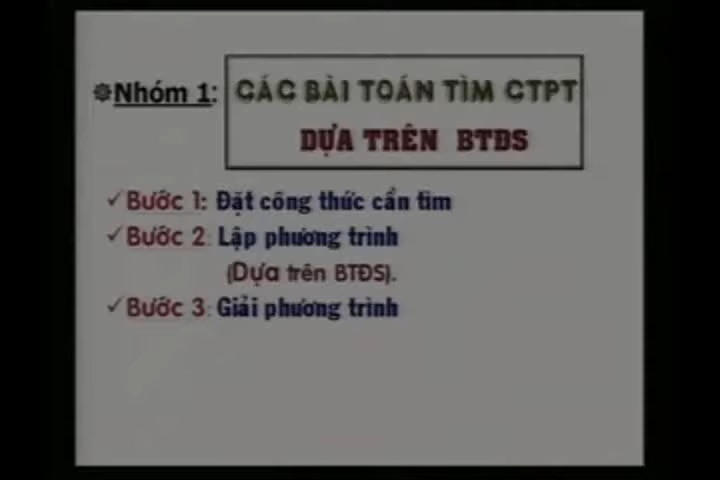 Nhóm 1: CÁC BÀI TOÁN TÌM CTPT
DỰA TRÊN BTĐS
Bước 1: Đặt công thức cần tìm
Bước 2: Lập phương trình
(Dựa trên BTĐS).
Bước 3: Giải phương trình